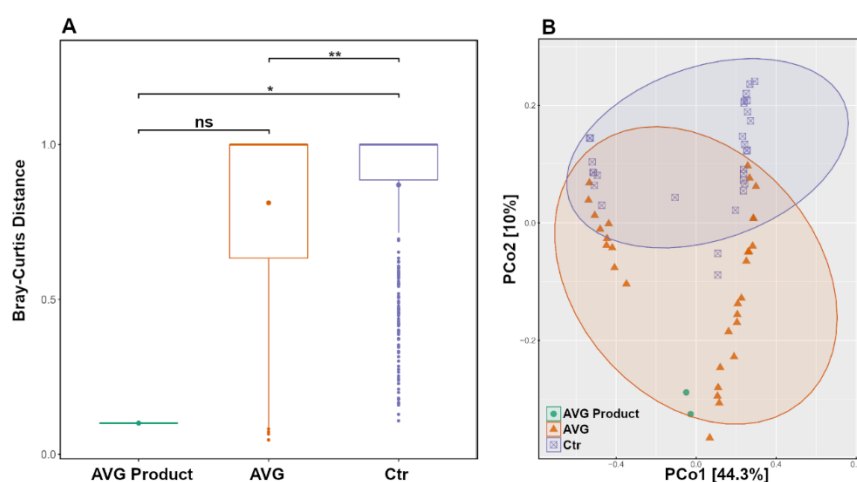 A
**
*
ns
1.0
0.5
0.0
Bray-Curtis Distance
AVG Product
AVG
Ctr
B
0.2
0.0
-0.2
PCo2 [10%]
AVG Product
AVG
Ctr
-0.4
0.0
0.4
PCo1 [44.3%]